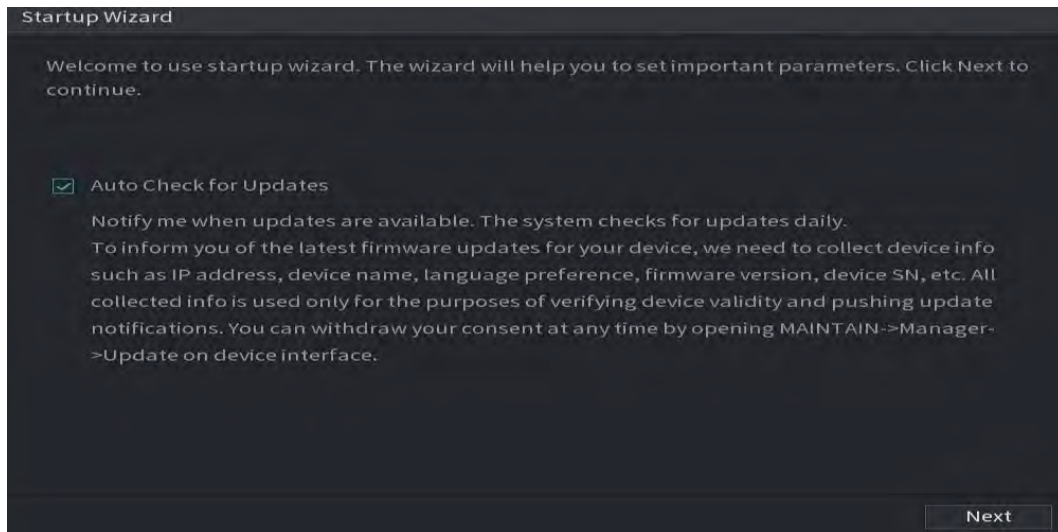 Startup Wizard
Welcome to use startup wizard. The wizard will help you to set important parameters. Click Next to
continue.
Auto Check for Updates
Notify me when updates are available. The system checks for updates daily.
To inform you of the latest firmware updates for your device, we need to collect device info
such as IP address, device name, language preference, firmware version, device SN, etc. All
collected info is used only for the purposes of verifying device validity and pushing update
notifications. You can withdraw your consent at any time by opening MAINTAIN->Manager-
>Update on device interface.
Next